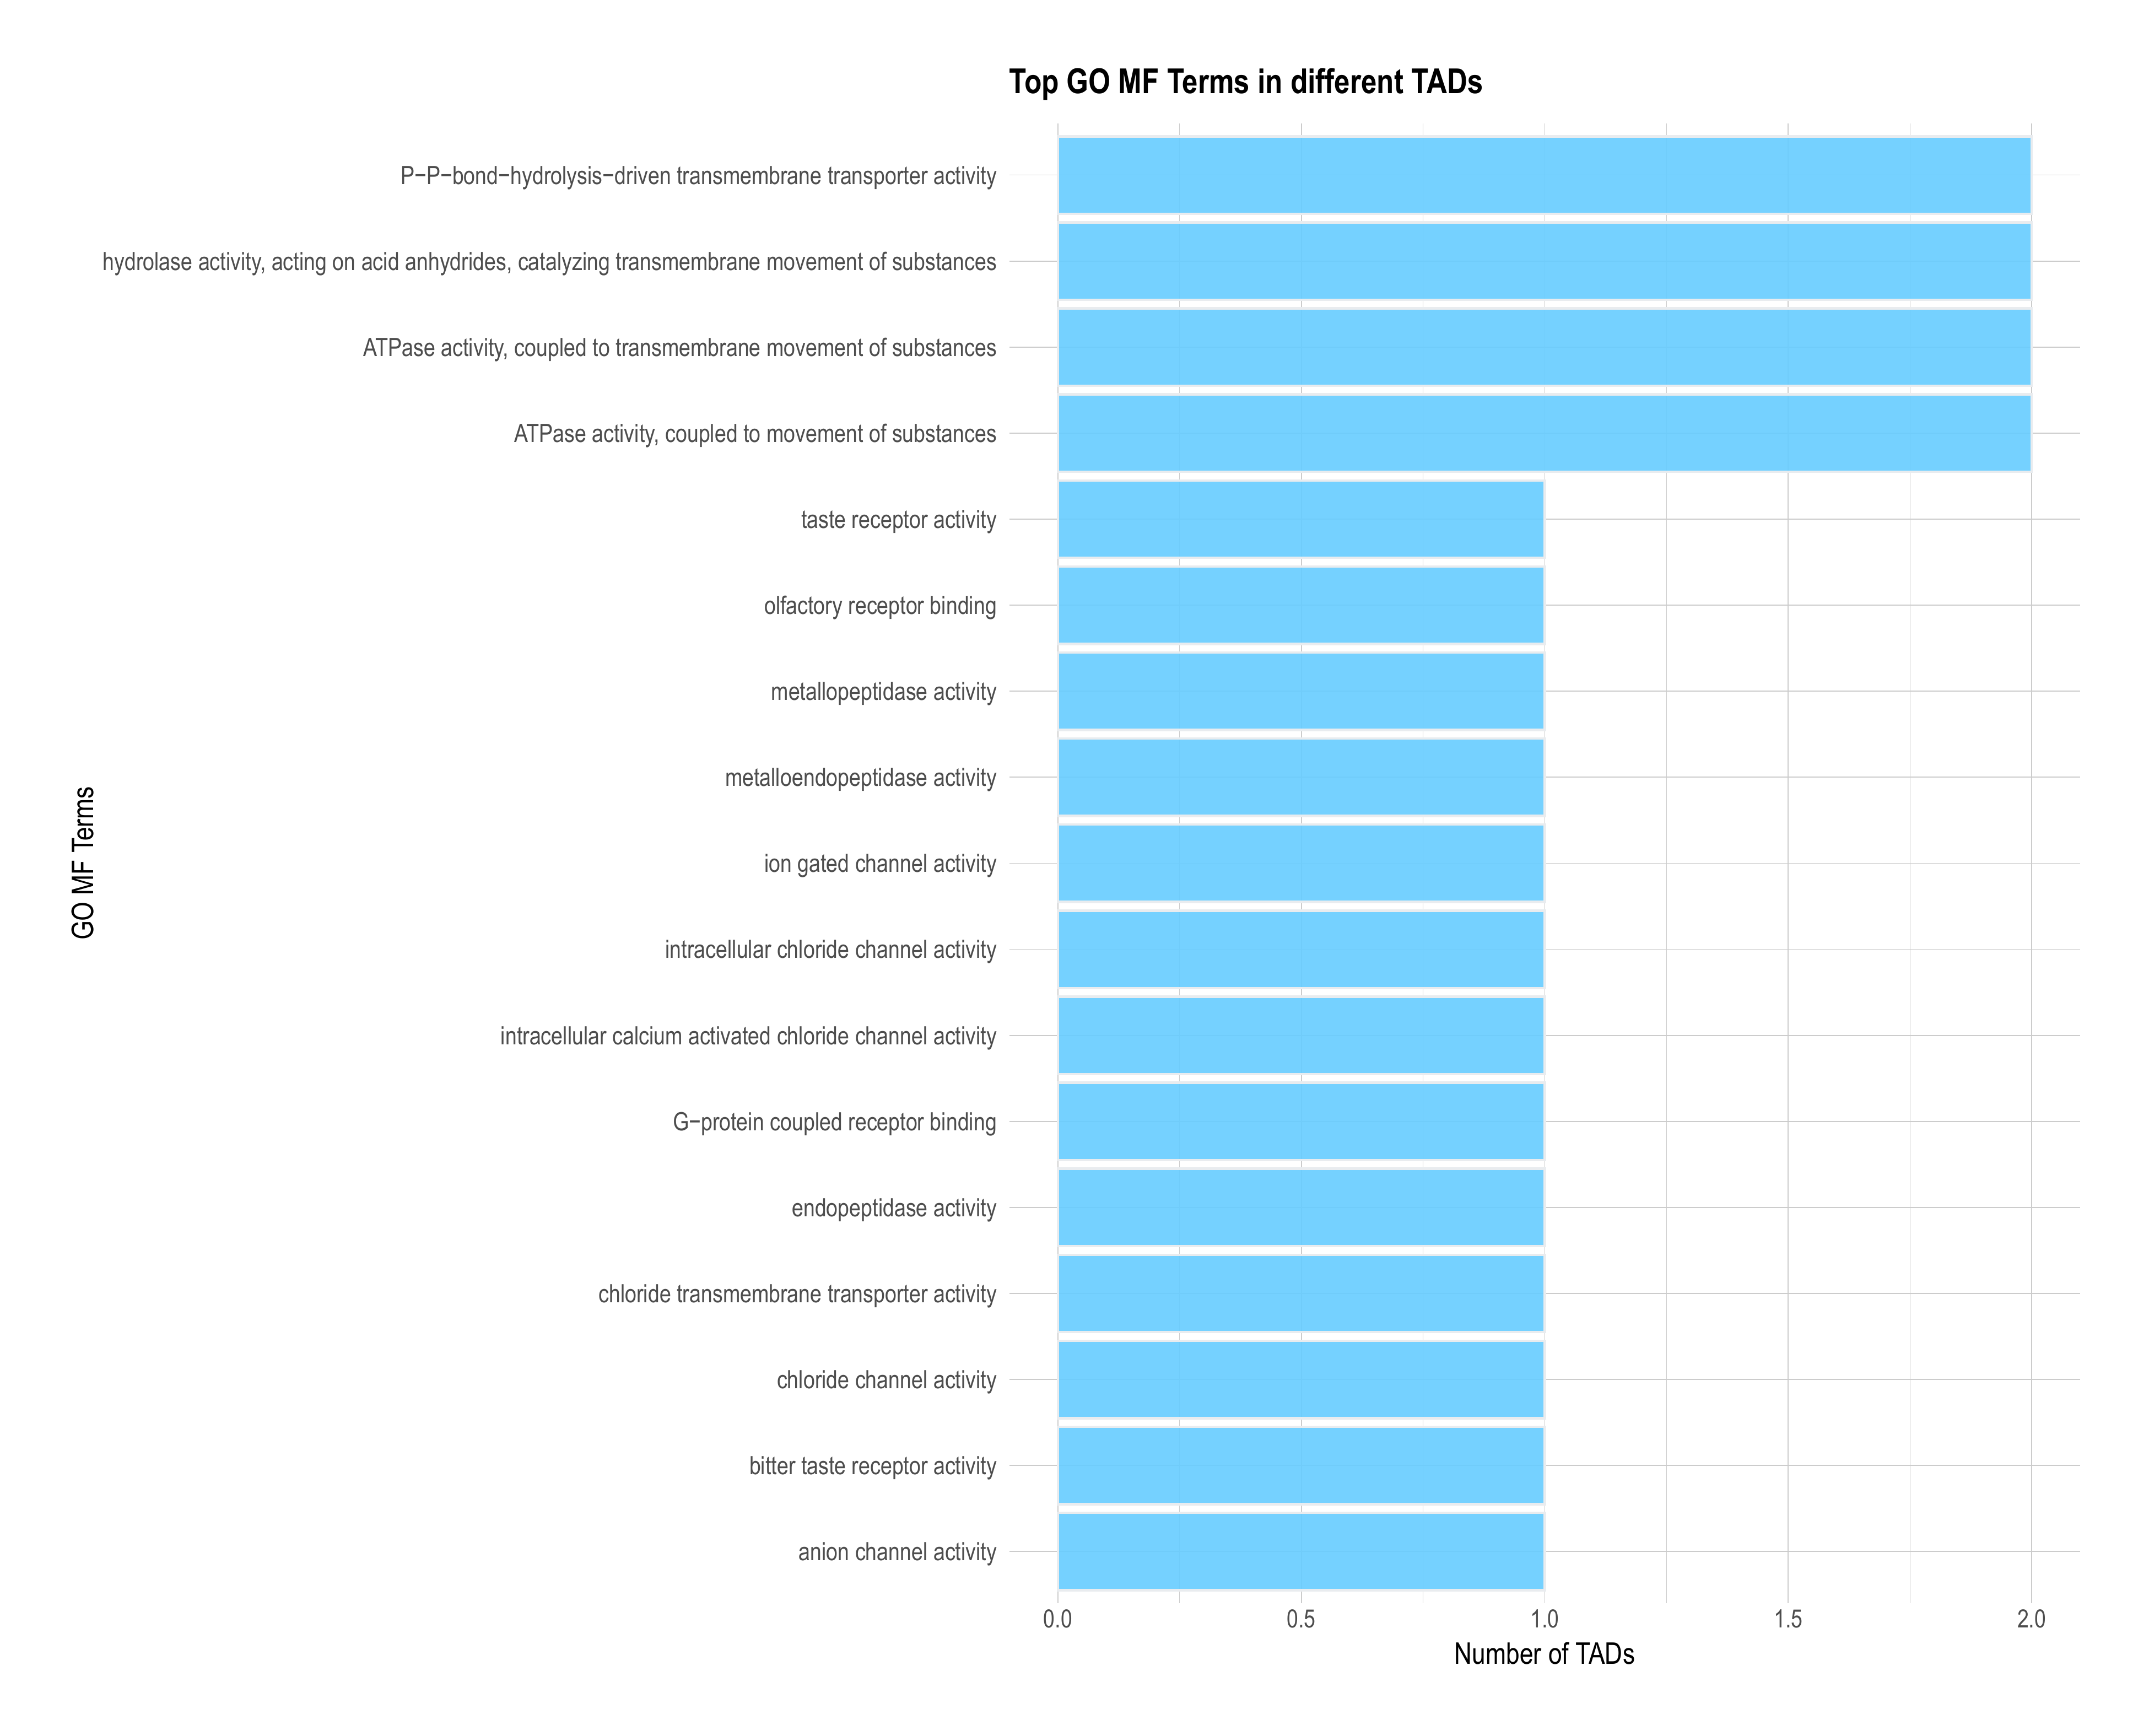 Top GO MF Terms in different TADs
P−P−bond−hydrolysis−driven transmembrane transporter activity
hydrolase activity, acting on acid anhydrides, catalyzing transmembrane movement of substances
ATPase activity, coupled to transmembrane movement of substances
ATPase activity, coupled to movement of substances
taste receptor activity
olfactory receptor binding
metallopeptidase activity
metalloendopeptidase activity
ion gated channel activity
intracellular chloride channel activity
intracellular calcium activated chloride channel activity
G−protein coupled receptor binding
endopeptidase activity
chloride transmembrane transporter activity
chloride channel activity
bitter taste receptor activity
anion channel activity
GO MF Terms
0.0 0.5 1.0 1.5 2.0
Number of TADs